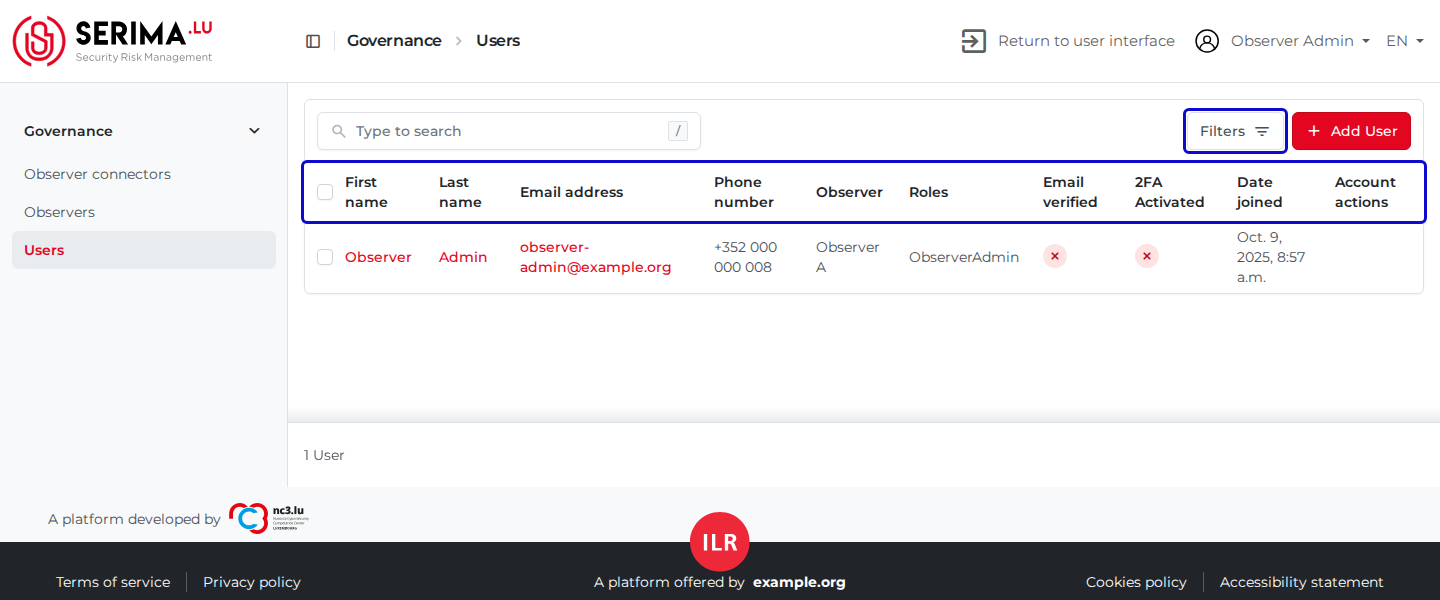 SERIMA.LU
Security Risk Management
Governance > Users
Return to user interface
Observer Admin
EN
Governance
Observer connectors
Observers
Users
Type to search
/
Filters
+ Add User
First name
Last name
Email address
Phone number
Observer
Roles
Email verified
2FA Activated
Date joined
Account actions
Observer
Admin
observer-
admin@example.org
+352 000
000 008
Observer
A
ObserverAdmin
Oct. 9,
2025, 8:57
a.m.
1 User
A platform developed by
nc3.lu
LUXEMBOURG
ILR
Terms of service
Privacy policy
A platform offered by example.org
Cookies policy
Accessibility statement